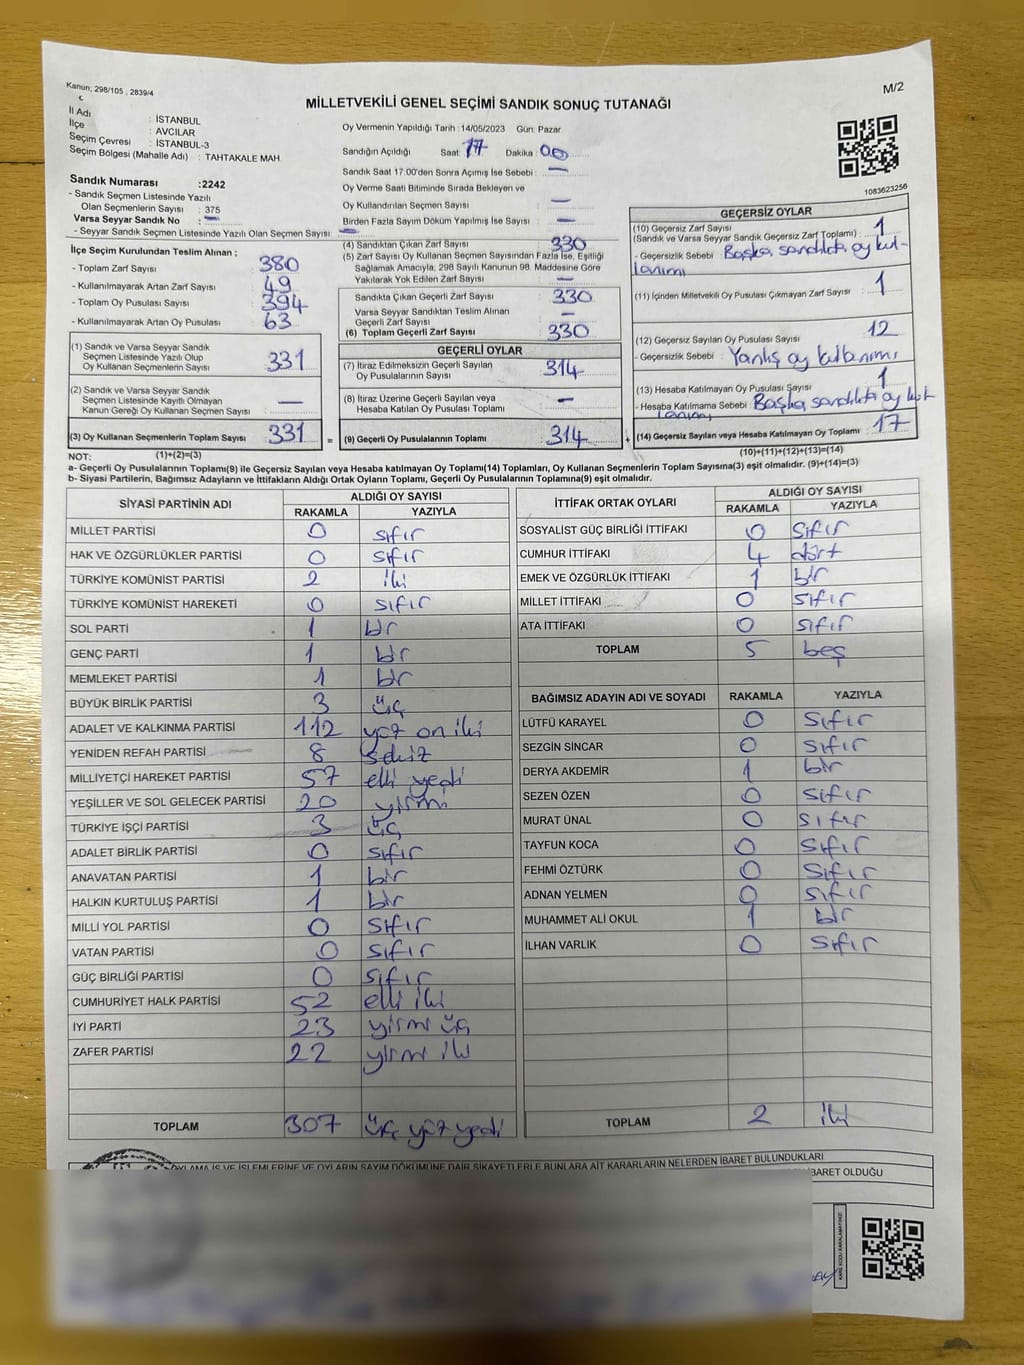 Kanun, 298/105 , 2839/4
M/2
MİLLETVEKİLİ GENEL SEÇİMİ SANDIK SONUÇ TUTANAĞI
İl Adı : İSTANBUL
İlçe : AVCILAR
Seçim Çevresi : İSTANBUL-3
Seçim Bölgesi (Mahalle Adı) : TAHTAKALE MAH.
Sandık Numarası :2242
- Sandık Seçmen Listesinde Yazılı
Olan Seçmenlerin Sayısı : 375
Varsa Seyyar Sandık No : —
- Seyyar Sandık Seçmen Listesinde Yazılı Olan Seçmen Sayısı : —
Oy Vermenin Yapıldığı Tarih :14/05/2023 Gün: Pazar
Sandığın Açıldığı Saat: 17 Dakika : 00
Sandık Saat 17:00'den Sonra Açımış İse Sebebi : —
Oy Verme Saati Bitiminde Sırada Bekleyen ve
Oy Kullandırılan Seçmen Sayısı : —
Birden Fazla Sayım Döküm Yapılmış İse Sayısı : —
1083623256
İlçe Seçim Kurulundan Teslim Alınan ;
- Toplam Zarf Sayısı : 380
- Kullanılmayarak Artan Zarf Sayısı : 49
- Toplam Oy Pusulası Sayısı : 394
- Kullanılmayarak Artan Oy Pusulası : 63
(1) Sandık ve Varsa Seyyar Sandık
Seçmen Listesinde Yazılı Olup
Oy Kullanan Seçmenlerin Sayısı : 331
(2) Sandık ve Varsa Seyyar Sandık
Seçmen Listesinde Kayıtlı Olmayan
Kanun Gereği Oy Kullanan Seçmen Sayısı : —
(3) Oy Kullanan Seçmenlerin Toplam Sayısı : 331 =
(4) Sandıktan Çıkan Zarf Sayısı : 330
(5) Zarf Sayısı Oy Kullanan Seçmen Sayısından Fazla İse, Eşitliği
Sağlamak Amacıyla, 298 Sayılı Kanunun 98. Maddesine Göre
Yakılarak Yok Edilen Zarf Sayısı : —
Sandıkta Çıkan Geçerli Zarf Sayısı : 330
Varsa Seyyar Sandıktan Teslim Alınan
Geçerli Zarf Sayısı : —
(6) Toplam Geçerli Zarf Sayısı : 330
GEÇERLİ OYLAR
(7) İtiraz Edilmeksizin Geçerli Sayılan
Oy Pusulalarının Sayısı : 314
(8) İtiraz Üzerine Geçerli Sayılan veya
Hesaba Katılan Oy Pusulası Toplamı : —
(9) Geçerli Oy Pusulalarının Toplamı : 314 +
GEÇERSİZ OYLAR
(10) Geçersiz Zarf Sayısı
(Sandık ve Varsa Seyyar Sandık Geçersiz Zarf Toplamı) : 1
- Geçersizlik Sebebi : Başka sandıkta oy kul-
lanımı
(11) İçinden Milletvekili Oy Pusulası Çıkmayan Zarf Sayısı : 1
(12) Geçersiz Sayılan Oy Pusulası Sayısı : 12
- Geçersizlik Sebebi : Yanlış oy kullanımı
(13) Hesaba Katılmayan Oy Pusulası Sayısı : 1
- Hesaba Katılmama Sebebi : Başka sandıkta oy kul
lanımı
(14) Geçersiz Sayılan veya Hesaba Katılmayan Oy Toplamı : 17
NOT: (1)+(2)=(3)
(10)+(11)+(12)+(13)=(14)
a- Geçerli Oy Pusulalarının Toplamı(9) ile Geçersiz Sayılan veya Hesaba katılmayan Oy Toplamı(14) Toplamları, Oy Kullanan Seçmenlerin Toplam Sayısına(3) eşit olmalıdır. (9)+(14)=(3)
b- Siyasi Partilerin, Bağımsız Adayların ve İttifakların Aldığı Ortak Oyların Toplamı, Geçerli Oy Pusulalarının Toplamına(9) eşit olmalıdır.
SİYASİ PARTİNİN ADI ALDIĞI OY SAYISI
RAKAMLA YAZIYLA
MİLLET PARTİSİ 0 sıfır
HAK VE ÖZGÜRLÜKLER PARTİSİ 0 sıfır
TÜRKİYE KOMÜNİST PARTİSİ 2 iki
TÜRKİYE KOMÜNİST HAREKETİ 0 sıfır
SOL PARTİ 1 bir
GENÇ PARTİ 1 bir
MEMLEKET PARTİSİ 1 bir
BÜYÜK BİRLİK PARTİSİ 3 üç
ADALET VE KALKINMA PARTİSİ 112 yüz on iki
YENİDEN REFAH PARTİSİ 8 sekiz
MİLLİYETÇİ HAREKET PARTİSİ 57 elli yedi
YEŞİLLER VE SOL GELECEK PARTİSİ 20 yirmi
TÜRKİYE İŞÇİ PARTİSİ 3 üç
ADALET BİRLİK PARTİSİ 0 sıfır
ANAVATAN PARTİSİ 1 bir
HALKIN KURTULUŞ PARTİSİ 1 bir
MİLLİ YOL PARTİSİ 0 sıfır
VATAN PARTİSİ 0 sıfır
GÜÇ BİRLİĞİ PARTİSİ 0 sıfır
CUMHURİYET HALK PARTİSİ 52 elli iki
İYİ PARTİ 23 yirmi üç
ZAFER PARTİSİ 22 yirmi iki
TOPLAM 307 üç yüz yedi
İTTİFAK ORTAK OYLARI ALDIĞI OY SAYISI
RAKAMLA YAZIYLA
SOSYALİST GÜÇ BİRLİĞİ İTTİFAKI 0 sıfır
CUMHUR İTTİFAKI 4 dört
EMEK VE ÖZGÜRLÜK İTTİFAKI 1 bir
MİLLET İTTİFAKI 0 sıfır
ATA İTTİFAKI 0 sıfır
TOPLAM 5 beş
BAĞIMSIZ ADAYIN ADI VE SOYADI RAKAMLA YAZIYLA
LÜTFÜ KARAYEL 0 sıfır
SEZGİN SİNCAR 0 sıfır
DERYA AKDEMİR 1 bir
SEZEN ÖZEN 0 sıfır
MURAT ÜNAL 0 sıfır
TAYFUN KOCA 0 sıfır
FEHMİ ÖZTÜRK 0 sıfır
ADNAN YELMEN 0 sıfır
MUHAMMET ALİ OKUL 1 bir
İLHAN VARLIK 0 sıfır
TOPLAM 2 iki
OYLAMA İŞ VE İŞLEMLERİNE VE OYLARIN SAYIM DÖKÜMÜNE DAİR ŞİKAYETLERLE BUNLARA AİT KARARLARIN NELERDEN İBARET BULUNDUKLARI
İBARET OLDUĞU
KARE KODU KARALAMAYINIZ!